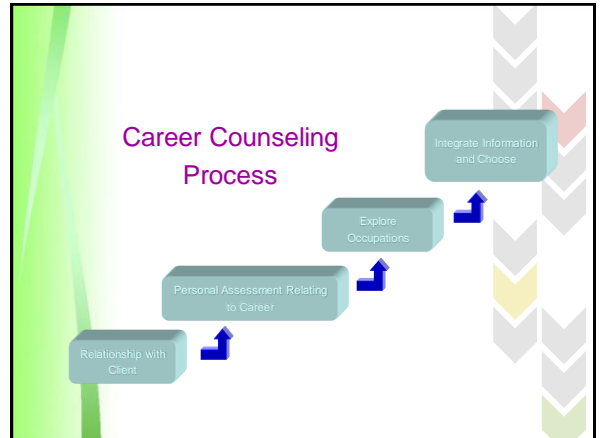 Career Counseling
Process
Integrate Information
and Choose
Explore
Occupations
Personal Assessment Relating
to Career
Relationship with
Client